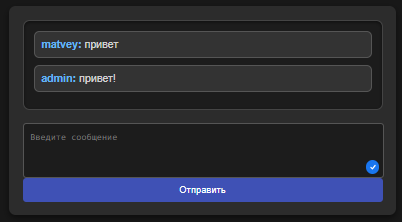 matvey: привет
admin: привет!
Введите сообщение
Отправить